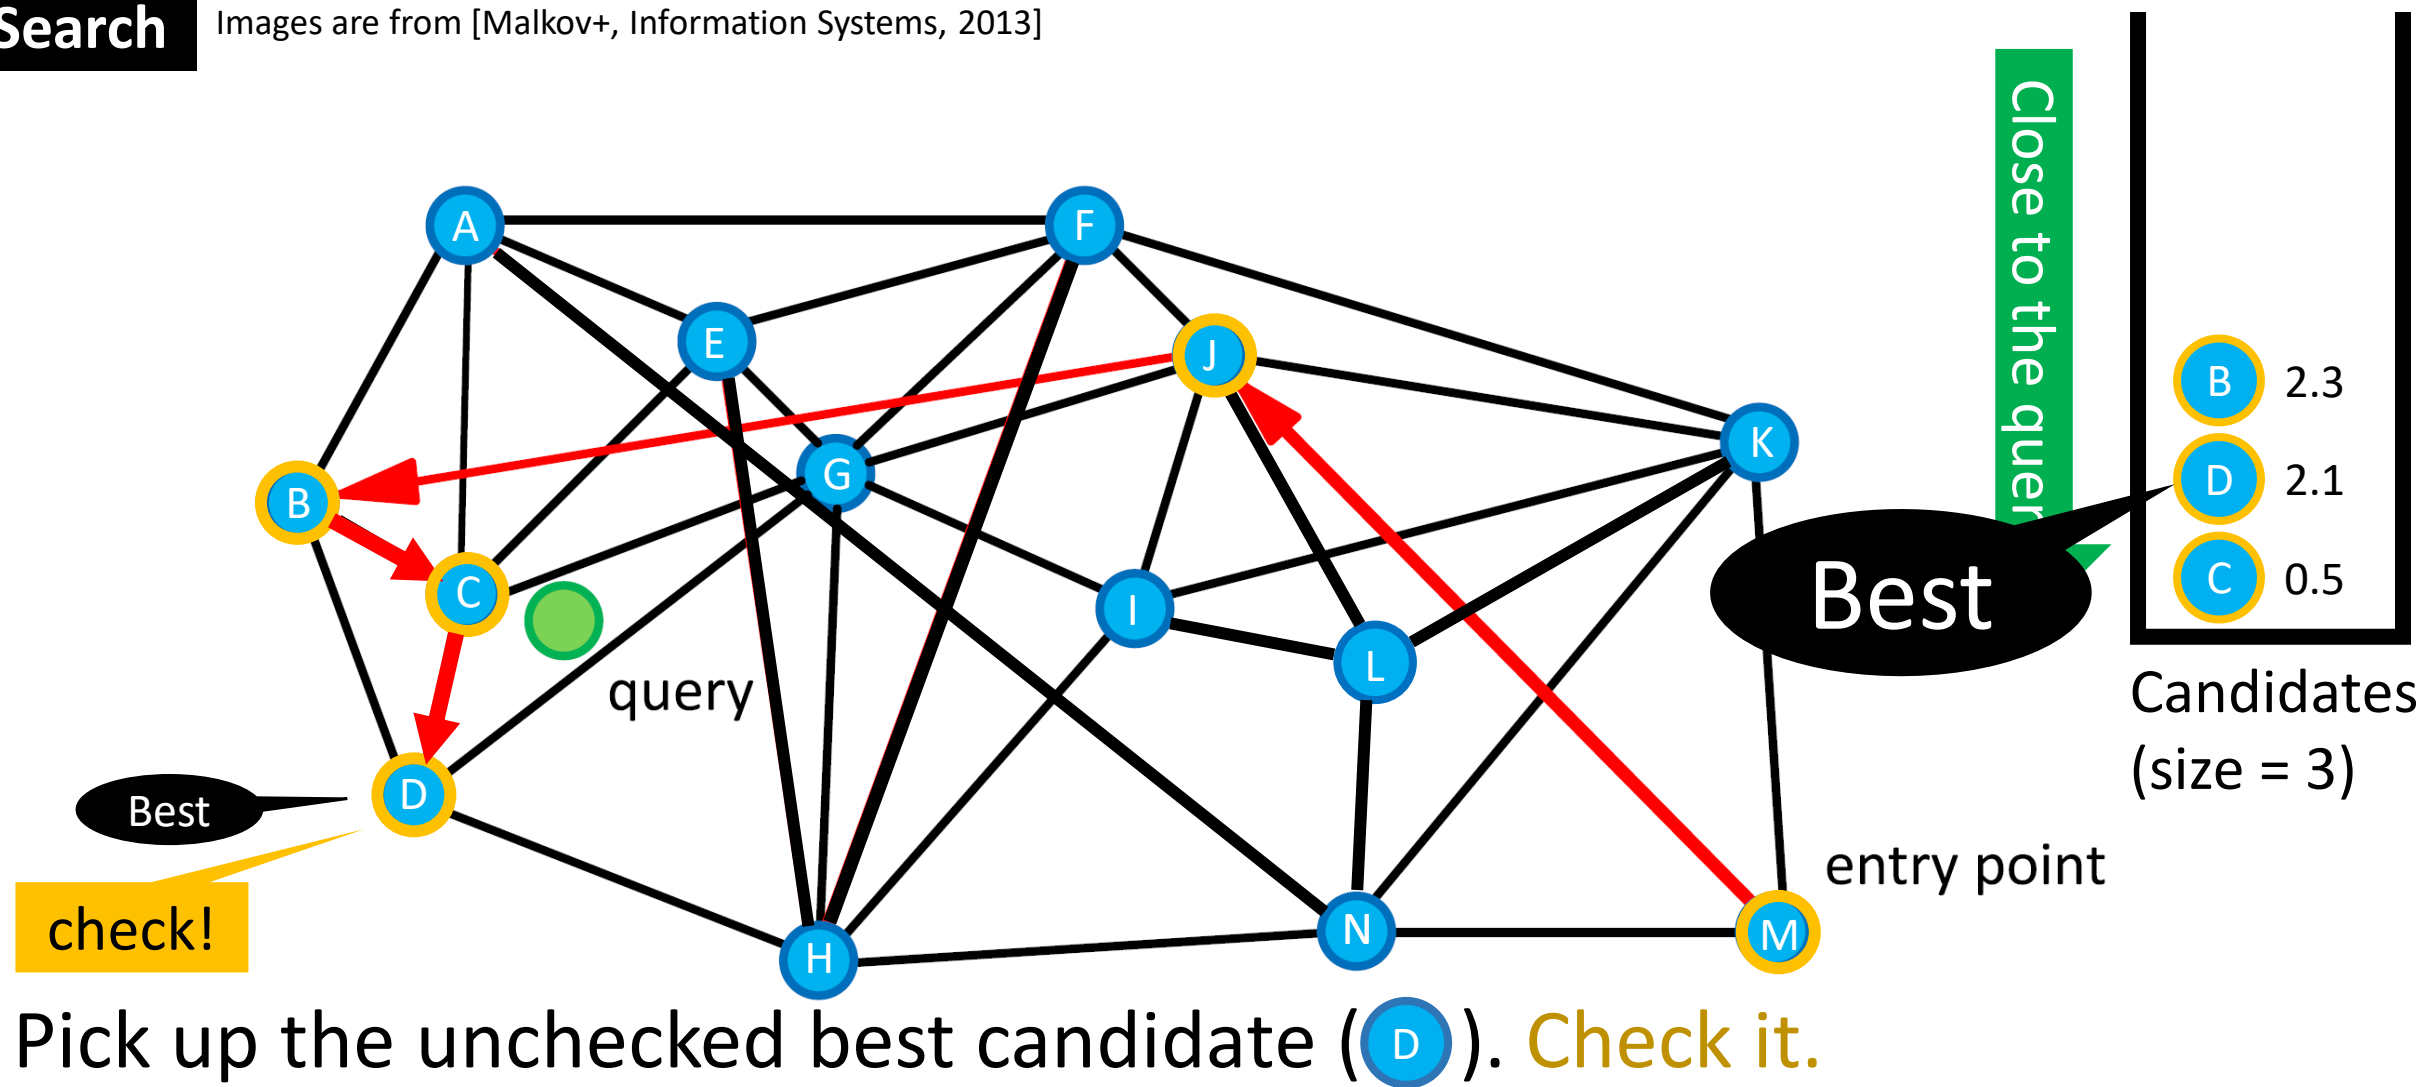 Search
Images are from [Malkov+, Information Systems, 2013]
Close to the quer
A
F
E
J
B
2.3
K
G
D
2.1
B
C
0.5
C
Best
I
L
query
Candidates
(size = 3)
D
Best
entry point
check!
H
N
M
Pick up the unchecked best candidate (D). Check it.